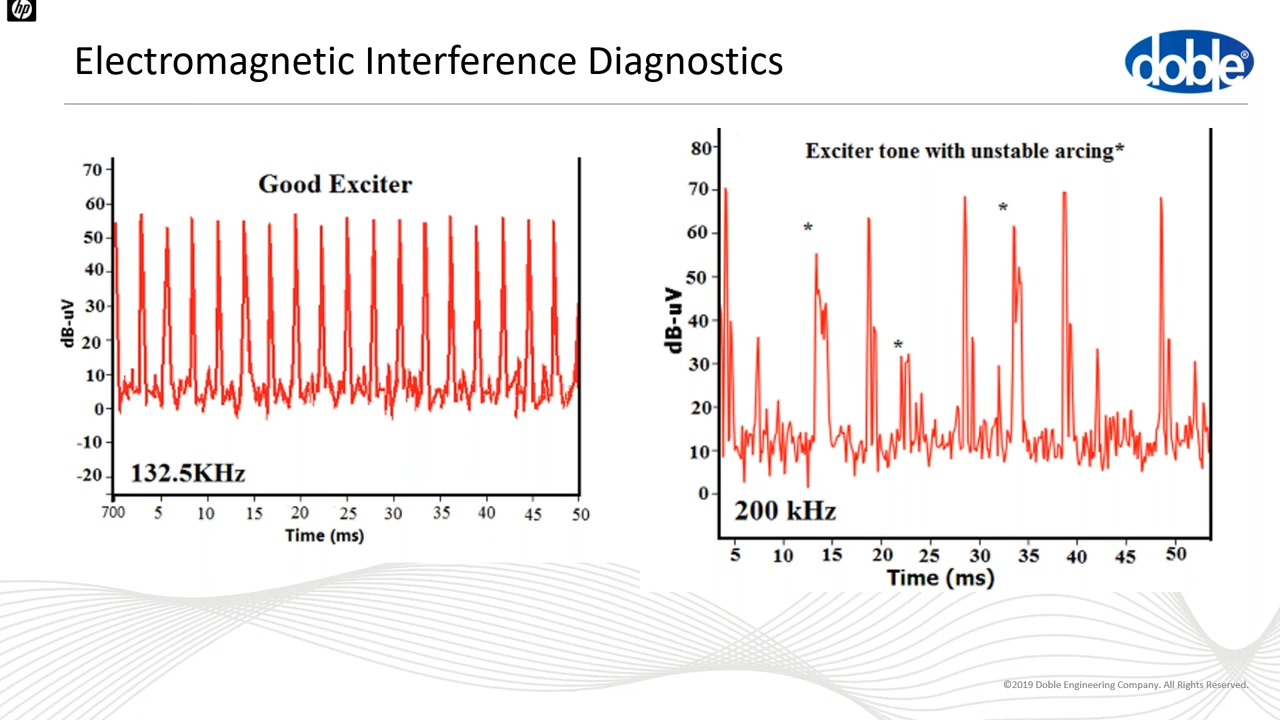 hp
Electromagnetic Interference Diagnostics
doble®
Good Exciter
70
60
50
40
30
20
10
0
-10
-20
dB-uV
132.5KHz
700 5 10 15 20 25 30 35 40 45 50
Time (ms)
Exciter tone with unstable arcing*
80
70
60
50
40
30
20
10
0
dB-uV
*
*
*
200 kHz
5 10 15 20 25 30 35 40 45 50
Time (ms)
©2019 Doble Engineering Company. All Rights Reserved.